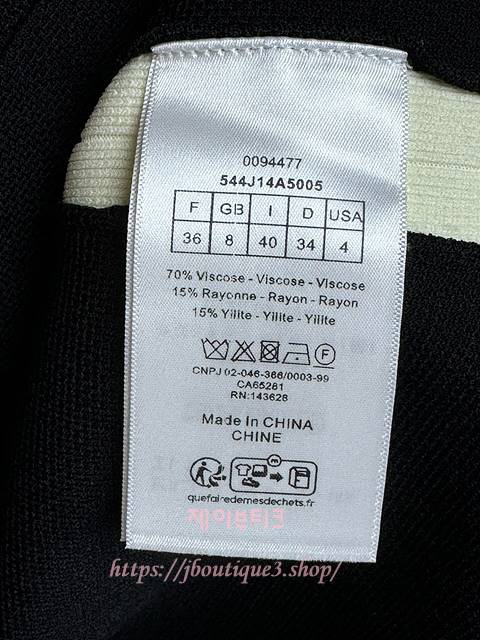 0094477
544J14A5005
F GB I D USA
36 8 40 34 4
70% Viscose - Viscose - Viscose
15% Rayonne - Rayon - Rayon
15% Yilite - Yilite - Yilite
F
CNPJ 02-046-366/0003-99
CA65281
RN:143628
Made In CHINA
CHINE
quefairedemesdechets.fr
제이부티크
https://jboutique3.shop/